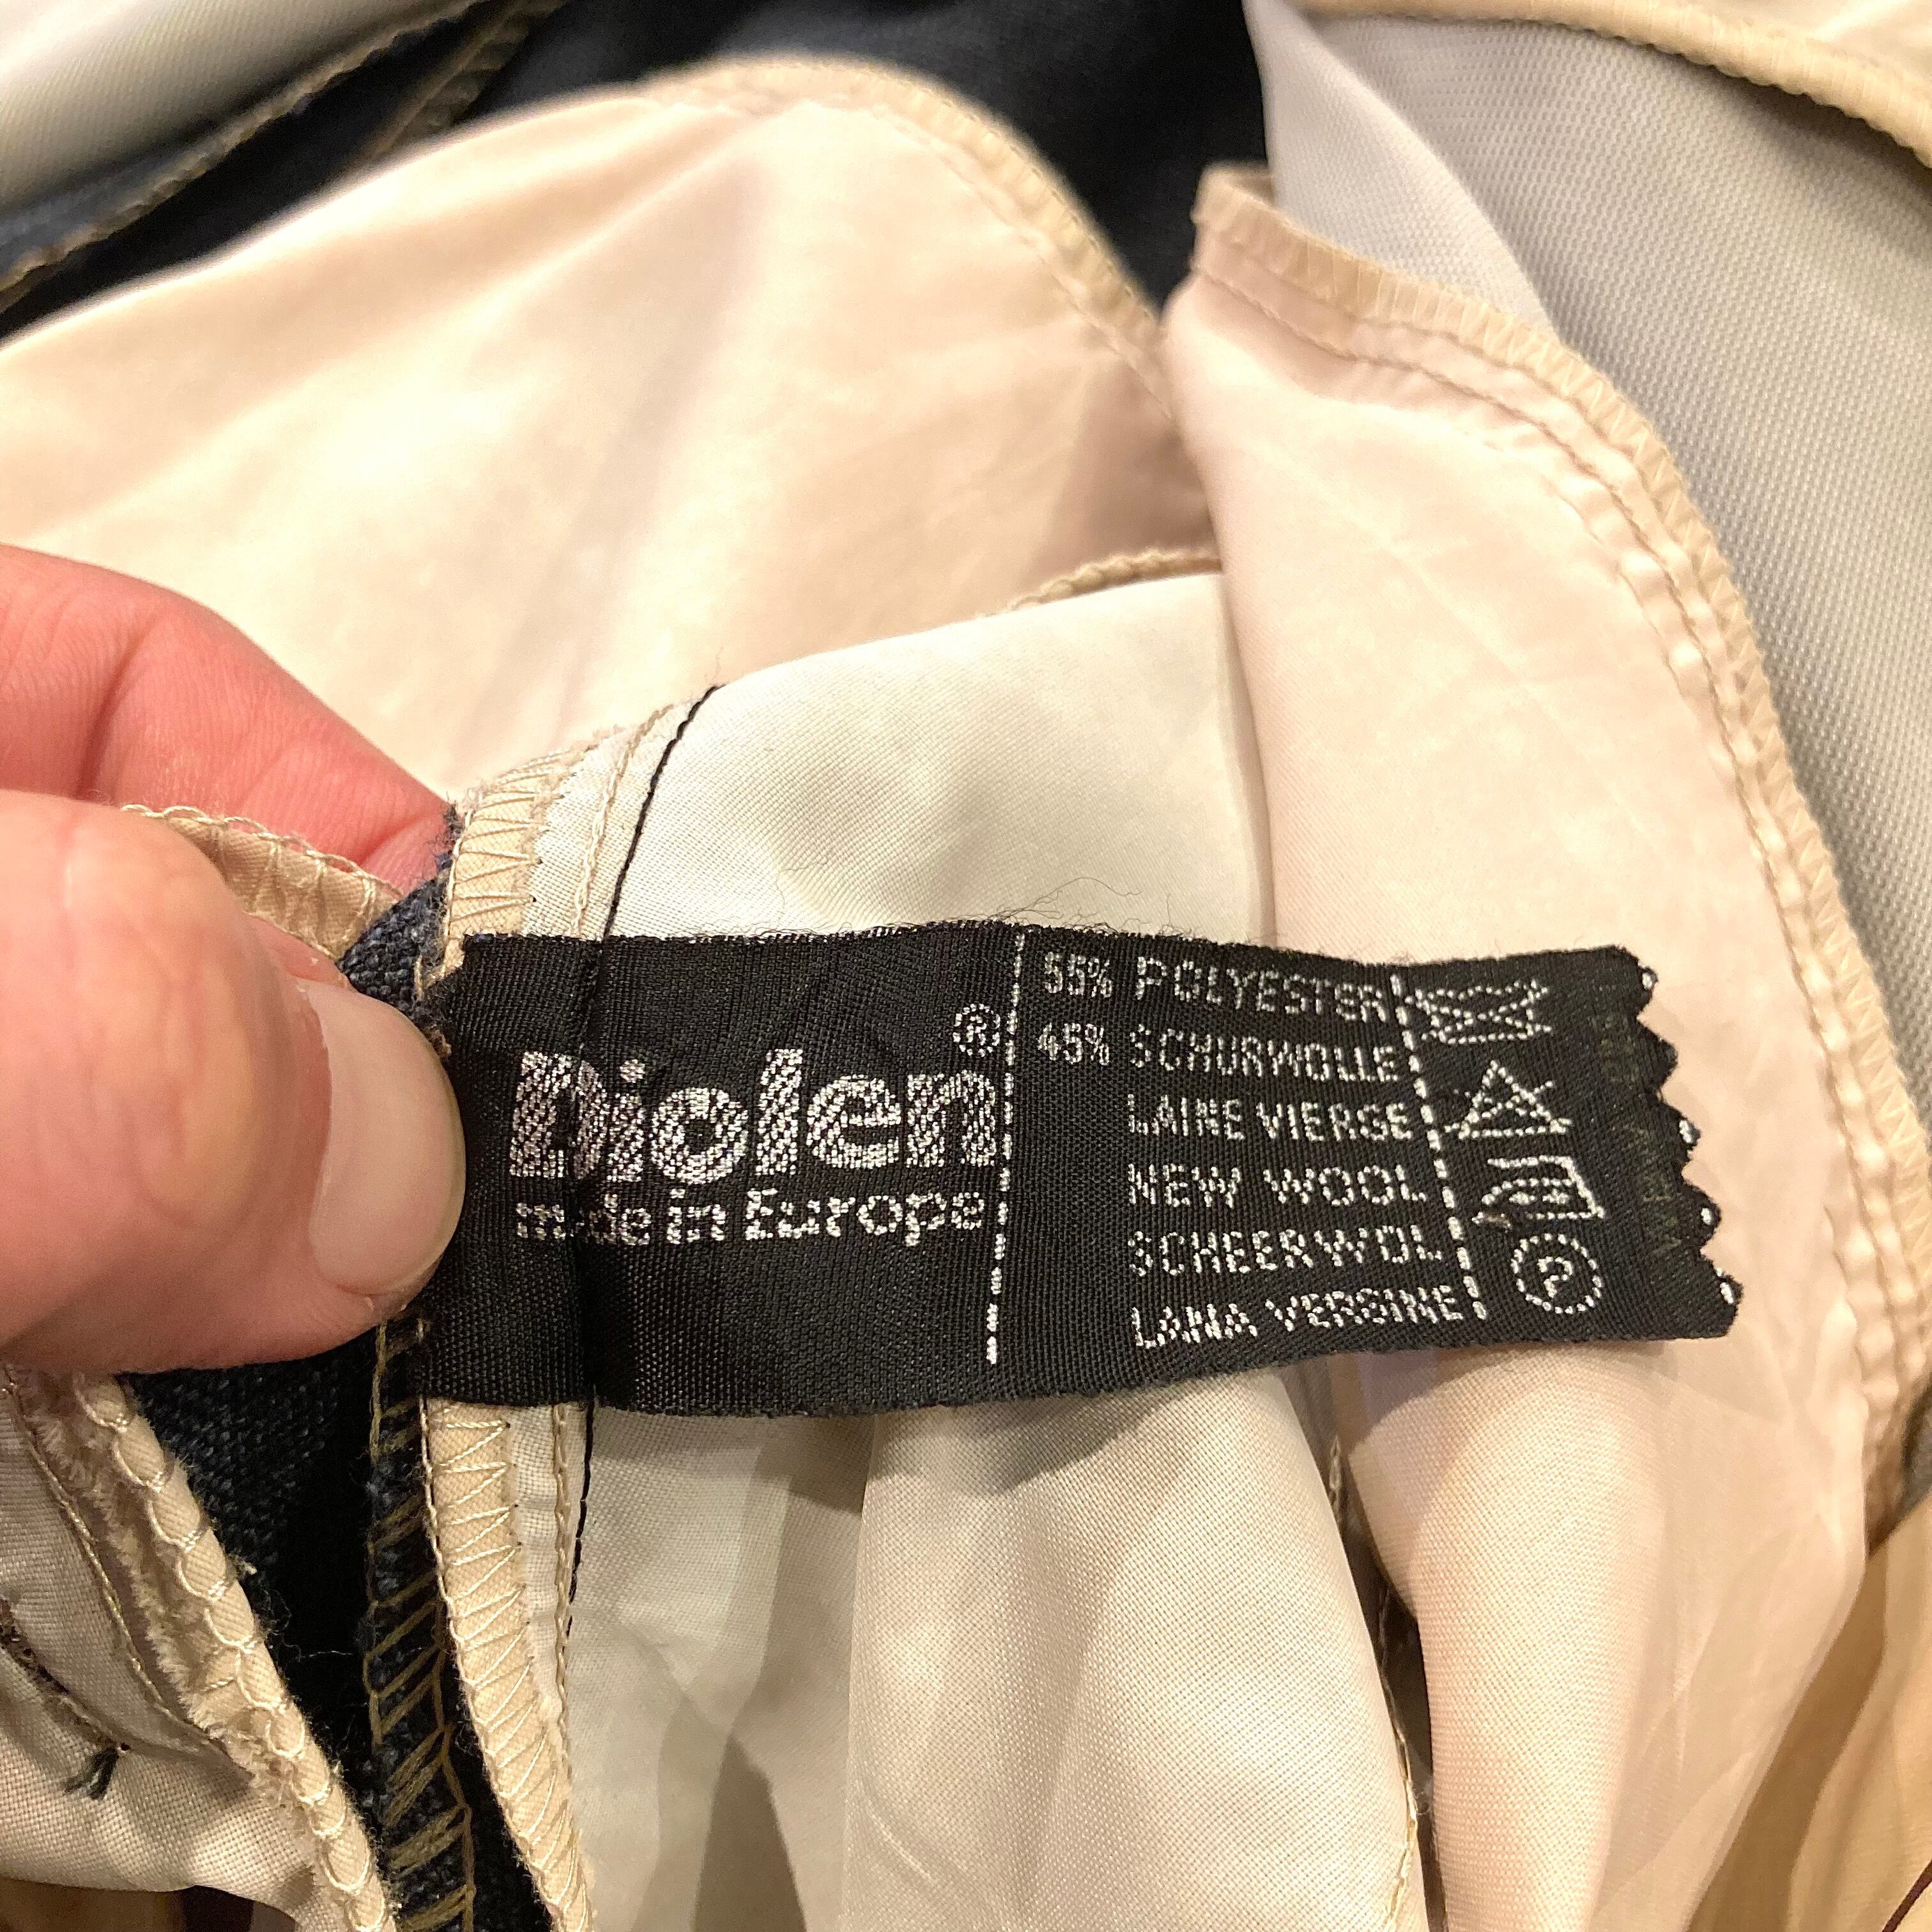 Diolen ®
made in Europe
55% POLYESTER
45% SCHURWOLLE
LAINE VIERGE
NEW WOOL
SCHEERWOL
LANA VERGINE
P